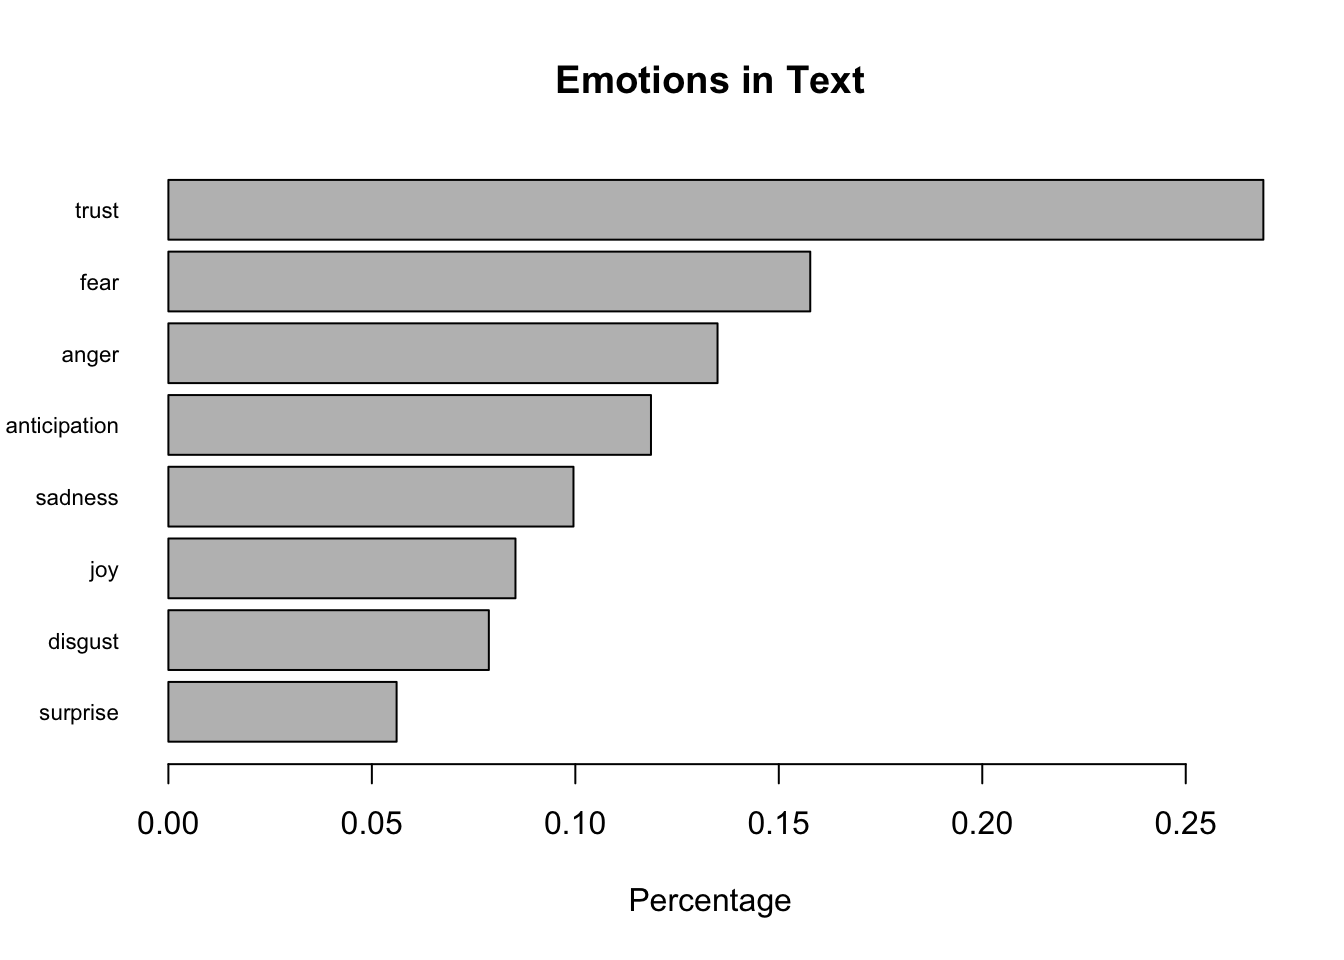 Emotions in Text
trust
fear
anger
anticipation
sadness
joy
disgust
surprise
0.00 0.05 0.10 0.15 0.20 0.25
Percentage